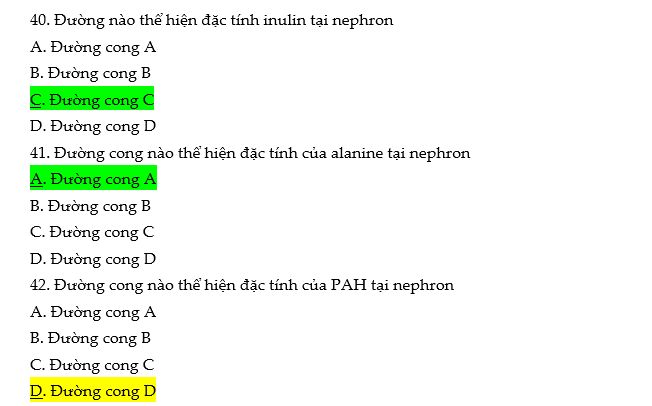 40. Đường nào thể hiện đặc tính inulin tại nephron
A. Đường cong A
B. Đường cong B
C. Đường cong C
D. Đường cong D
41. Đường cong nào thể hiện đặc tính của alanine tại nephron
A. Đường cong A
B. Đường cong B
C. Đường cong C
D. Đường cong D
42. Đường cong nào thể hiện đặc tính của PAH tại nephron
A. Đường cong A
B. Đường cong B
C. Đường cong C
D. Đường cong D